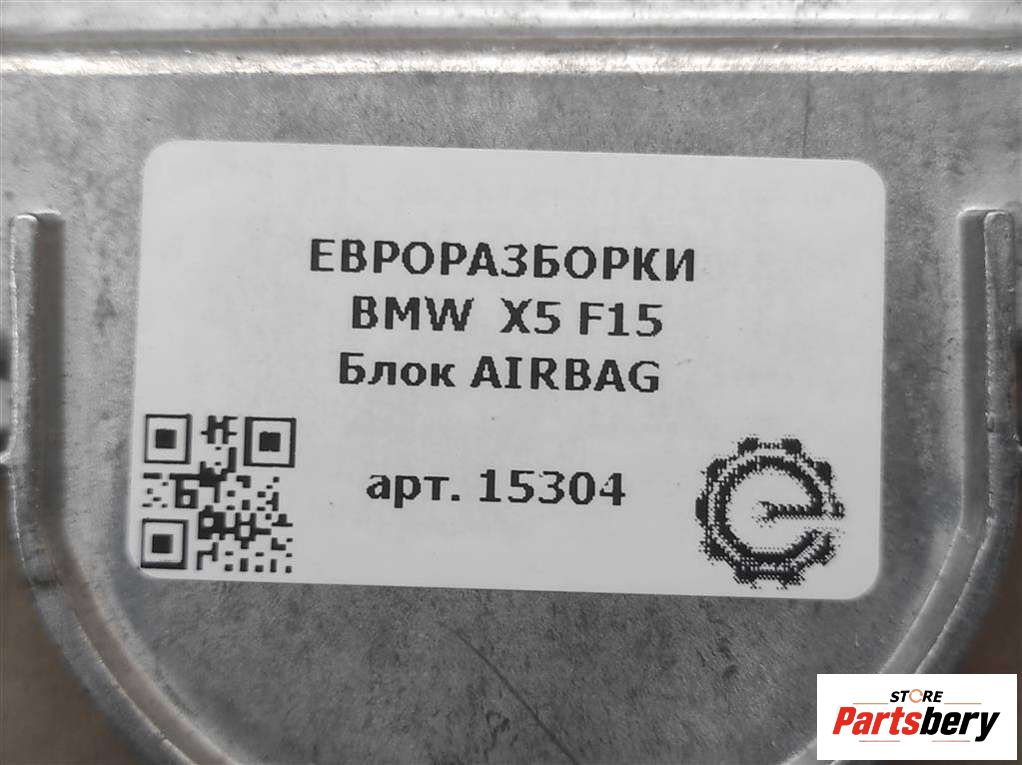 ЕВРОРАЗБОРКИ
BMW X5 F15
Блок AIRBAG
арт. 15304
STORE
Partsbery